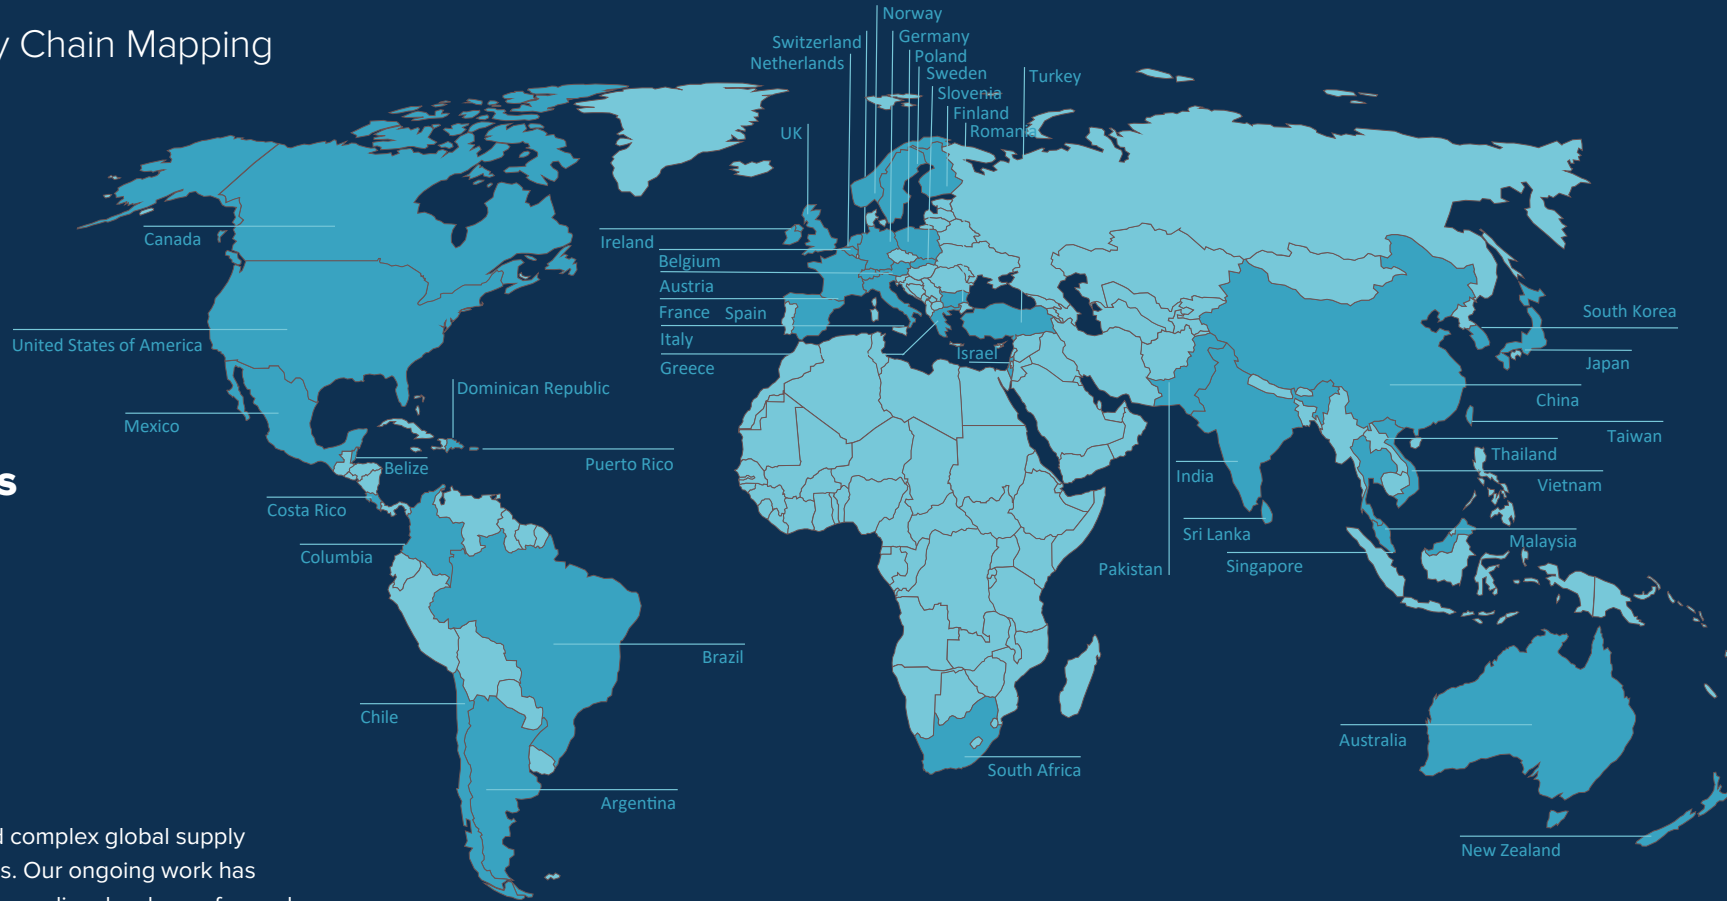 y Chain Mapping
Norway
Switzerland
Germany
Netherlands
Poland
Sweden
Turkey
Slovenia
Finland
UK
Romania
Canada
Ireland
Belgium
Austria
France
Spain
Italy
Greece
Israel
United States of America
South Korea
Japan
China
Dominican Republic
Mexico
Taiwan
Puerto Rico
Belize
Thailand
India
Vietnam
s
Costa Rico
Sri Lanka
Columbia
Malaysia
Pakistan
Singapore
Brazil
Chile
Australia
South Africa
Argentina
New Zealand
d complex global supply
s. Our ongoing work has